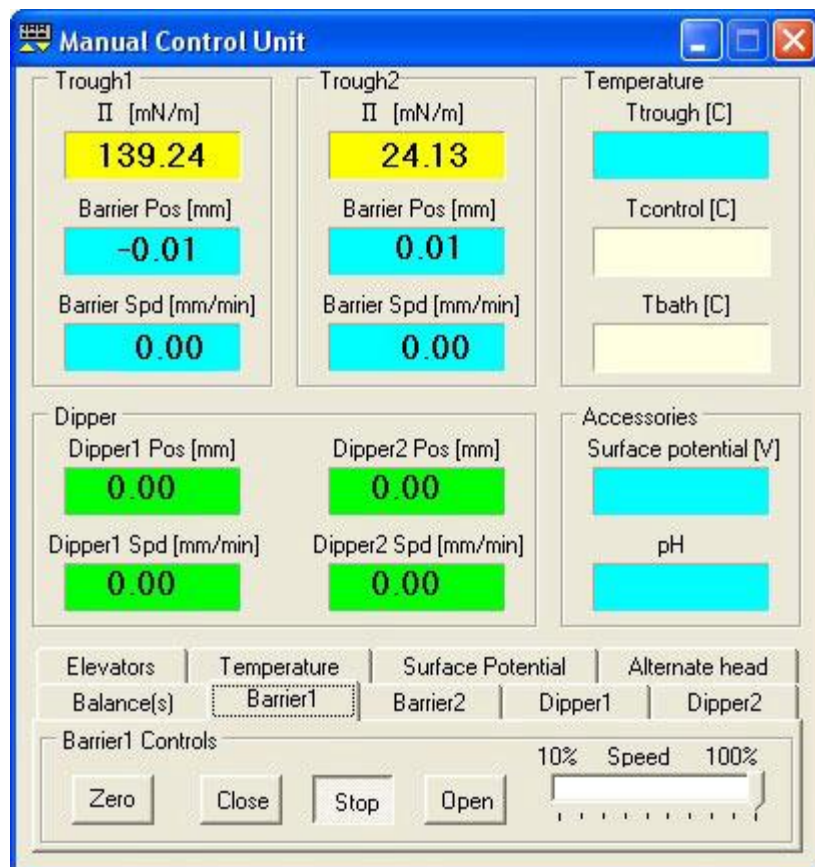 Manual Control Unit
Trough1 Trough2 Temperature
Π [mN/m] Π [mN/m] Ttrough [C]
139.24 24.13
Barrier Pos [mm] Barrier Pos [mm] Tcontrol [C]
-0.01 0.01
Barrier Spd [mm/min] Barrier Spd [mm/min] Tbath [C]
0.00 0.00
Dipper Accessories
Dipper1 Pos [mm] Dipper2 Pos [mm] Surface potential [V]
0.00 0.00
Dipper1 Spd [mm/min] Dipper2 Spd [mm/min] pH
0.00 0.00
Elevators Temperature Surface Potential Alternate head
Balance(s) Barrier1 Barrier2 Dipper1 Dipper2
Barrier1 Controls
10% Speed 100%
Zero Close Stop Open